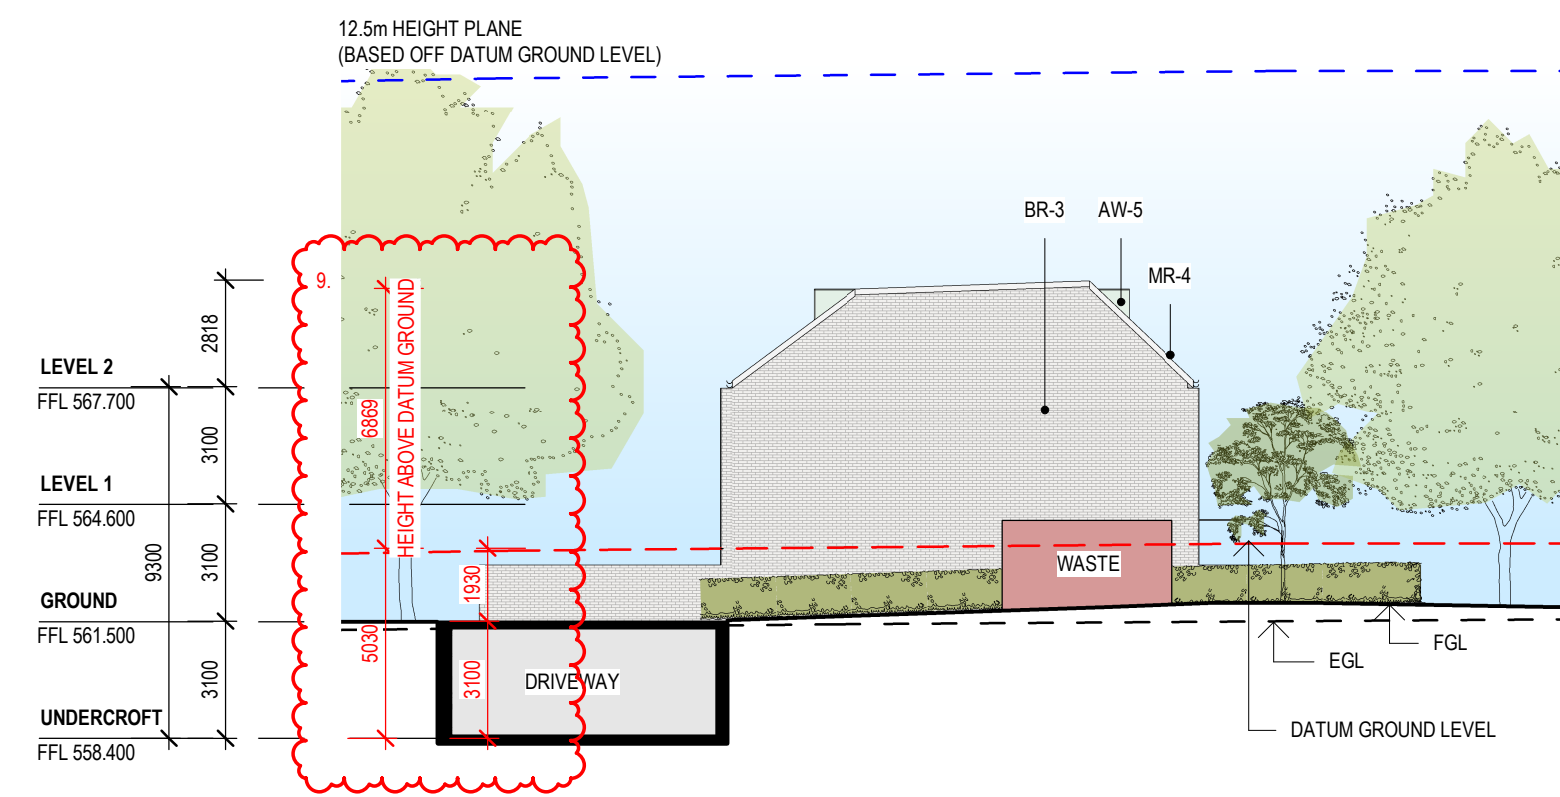 12.5m HEIGHT PLANE
(BASED OFF DATUM GROUND LEVEL)
BR-3
AW-5
MR-4
9.
2818
LEVEL 2
FFL 567.700
6869
HEIGHT ABOVE DATUM GROUND
3100
LEVEL 1
FFL 564.600
9300
3100
WASTE
1930
GROUND
FFL 561.500
5030
3100
3100
DRIVEWAY
EGL
FGL
UNDERCROFT
FFL 558.400
DATUM GROUND LEVEL